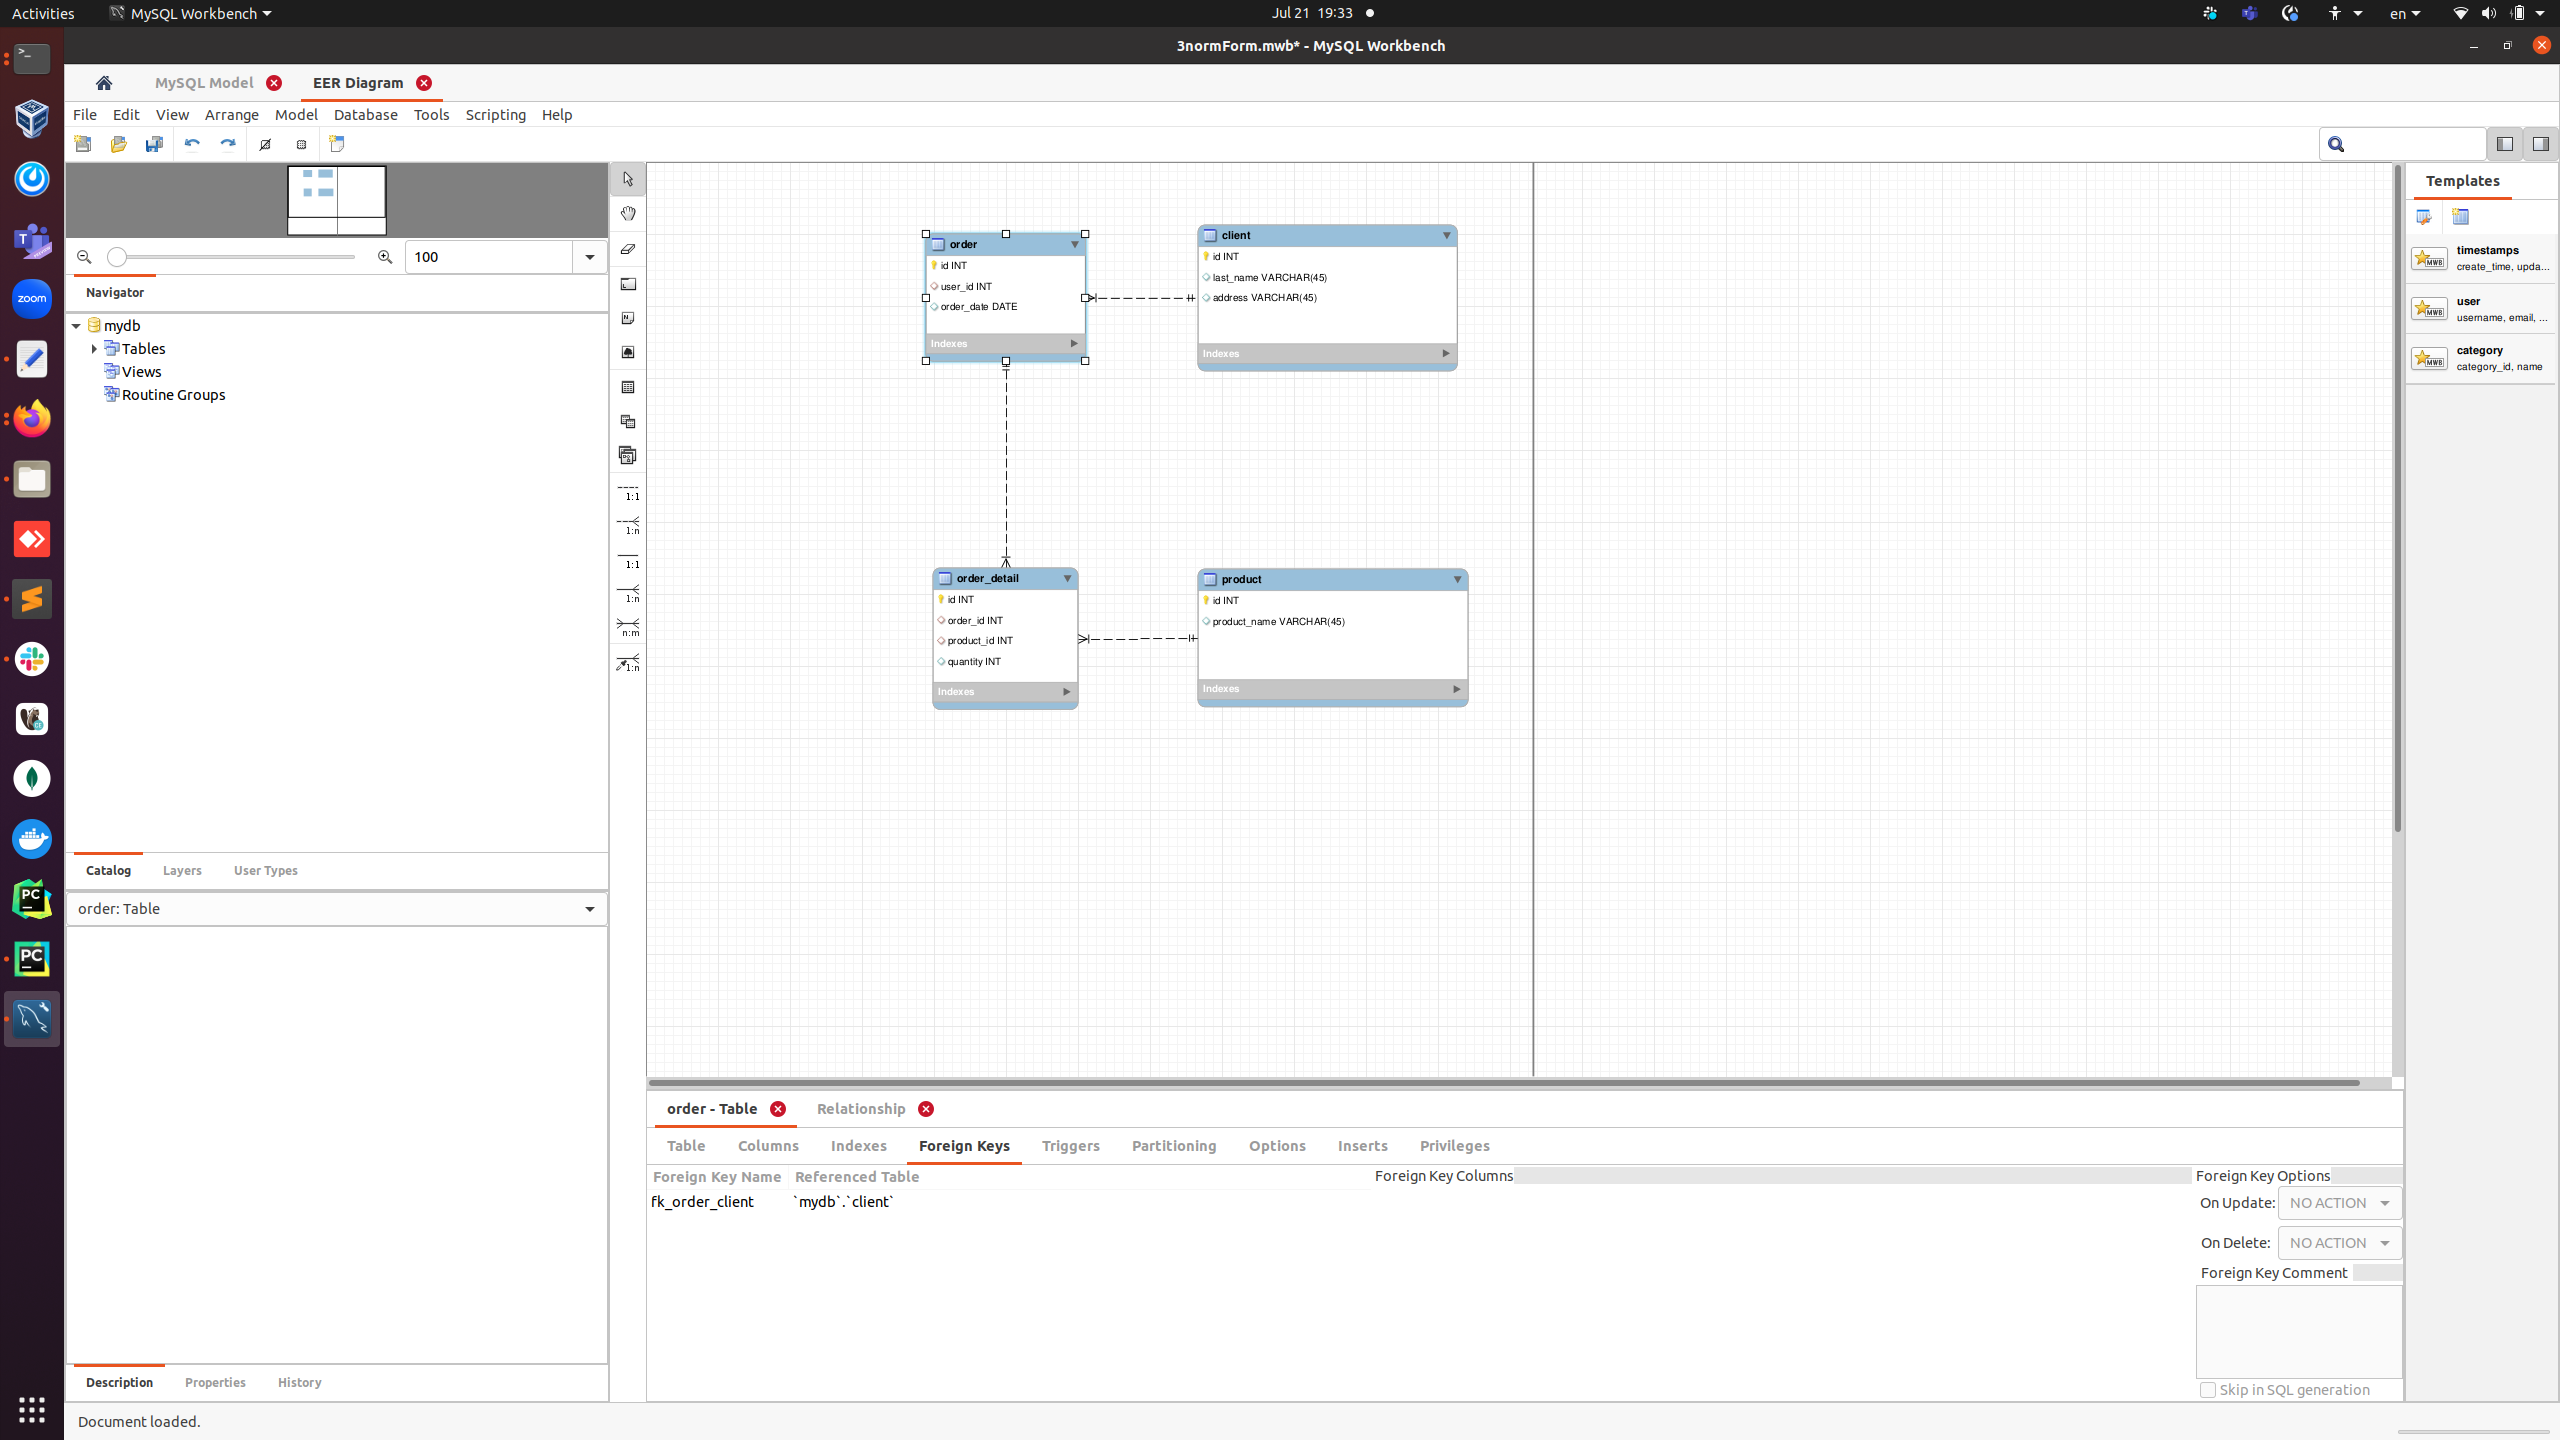 Activities
MySQL Workbench
Jul 21 19:33
en
3normForm.mwb* - MySQL Workbench
MySQL Model
EER Diagram
File Edit View Arrange Model Database Tools Scripting Help
100
Navigator
mydb
Tables
Views
Routine Groups
Catalog Layers User Types
order: Table
Description Properties History
Document loaded.
zoom
1:1
1:n
1:1
1:n
n:m
1:n
order
id INT
user_id INT
order_date DATE
Indexes
client
id INT
last_name VARCHAR(45)
address VARCHAR(45)
Indexes
order_detail
id INT
order_id INT
product_id INT
quantity INT
Indexes
product
id INT
product_name VARCHAR(45)
Indexes
Templates
timestamps
create_time, upda...
user
username, email, ...
category
category_id, name
MWB
MWB
MWB
order - Table
Relationship
Table Columns Indexes Foreign Keys Triggers Partitioning Options Inserts Privileges
Foreign Key Name Referenced Table Foreign Key Columns Foreign Key Options
fk_order_client `mydb`.`client`
On Update: NO ACTION
On Delete: NO ACTION
Foreign Key Comment
Skip in SQL generation
PC
PC